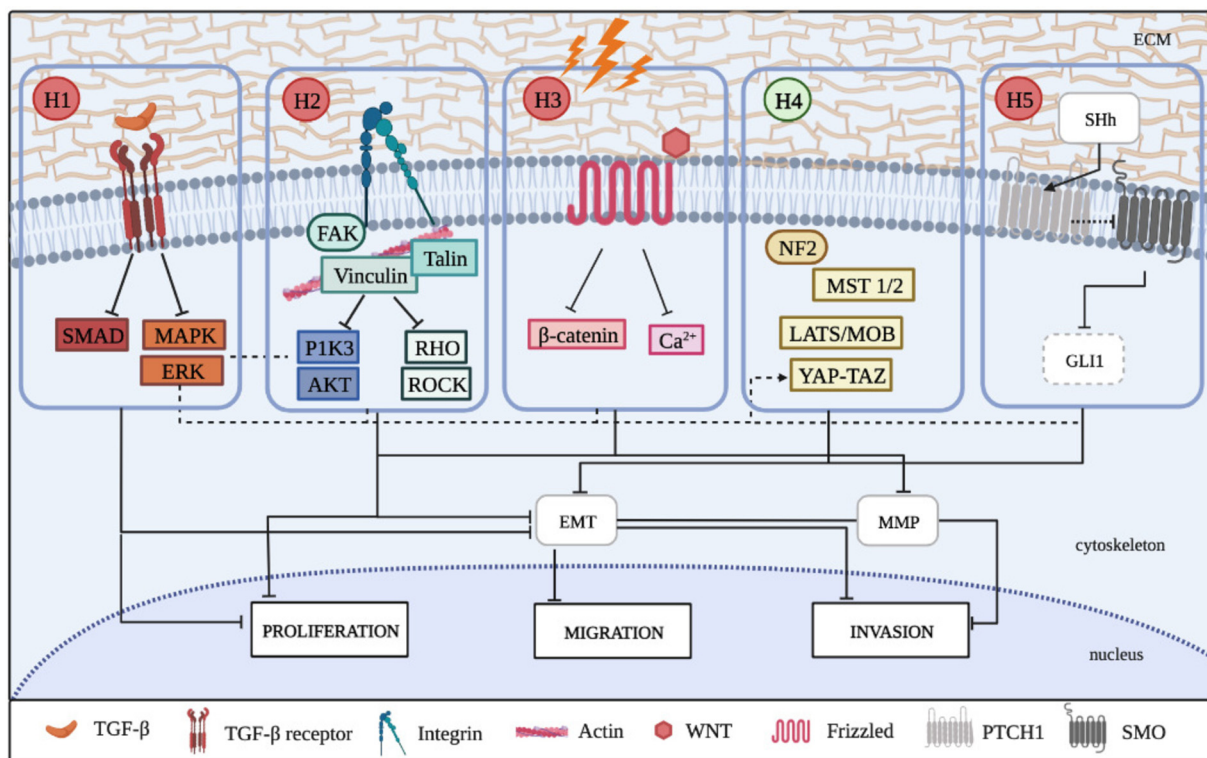 ECM
H1
H2
H3
H4
H5
SHh
FAK
Talin
Vinculin
NF2
MST 1/2
SMAD
MAPK
ERK
P1K3
AKT
RHO
ROCK
β-catenin
Ca²⁺
LATS/MOB
YAP-TAZ
GLI1
EMT
MMP
cytoskeleton
PROLIFERATION
MIGRATION
INVASION
nucleus
TGF-β
TGF-β receptor
Integrin
Actin
WNT
Frizzled
PTCH1
SMO